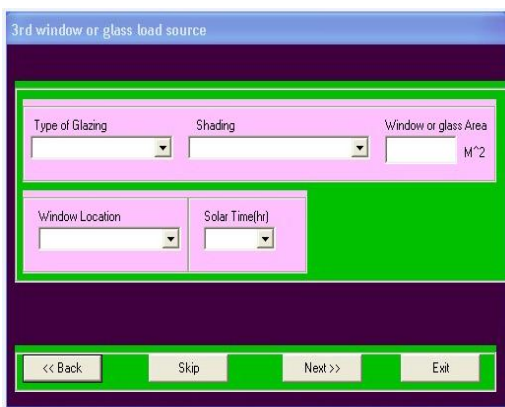 3rd window or glass load source
Type of Glazing Shading Window or glass Area
M^2
Window Location Solar Time(hr)
<< Back Skip Next >> Exit